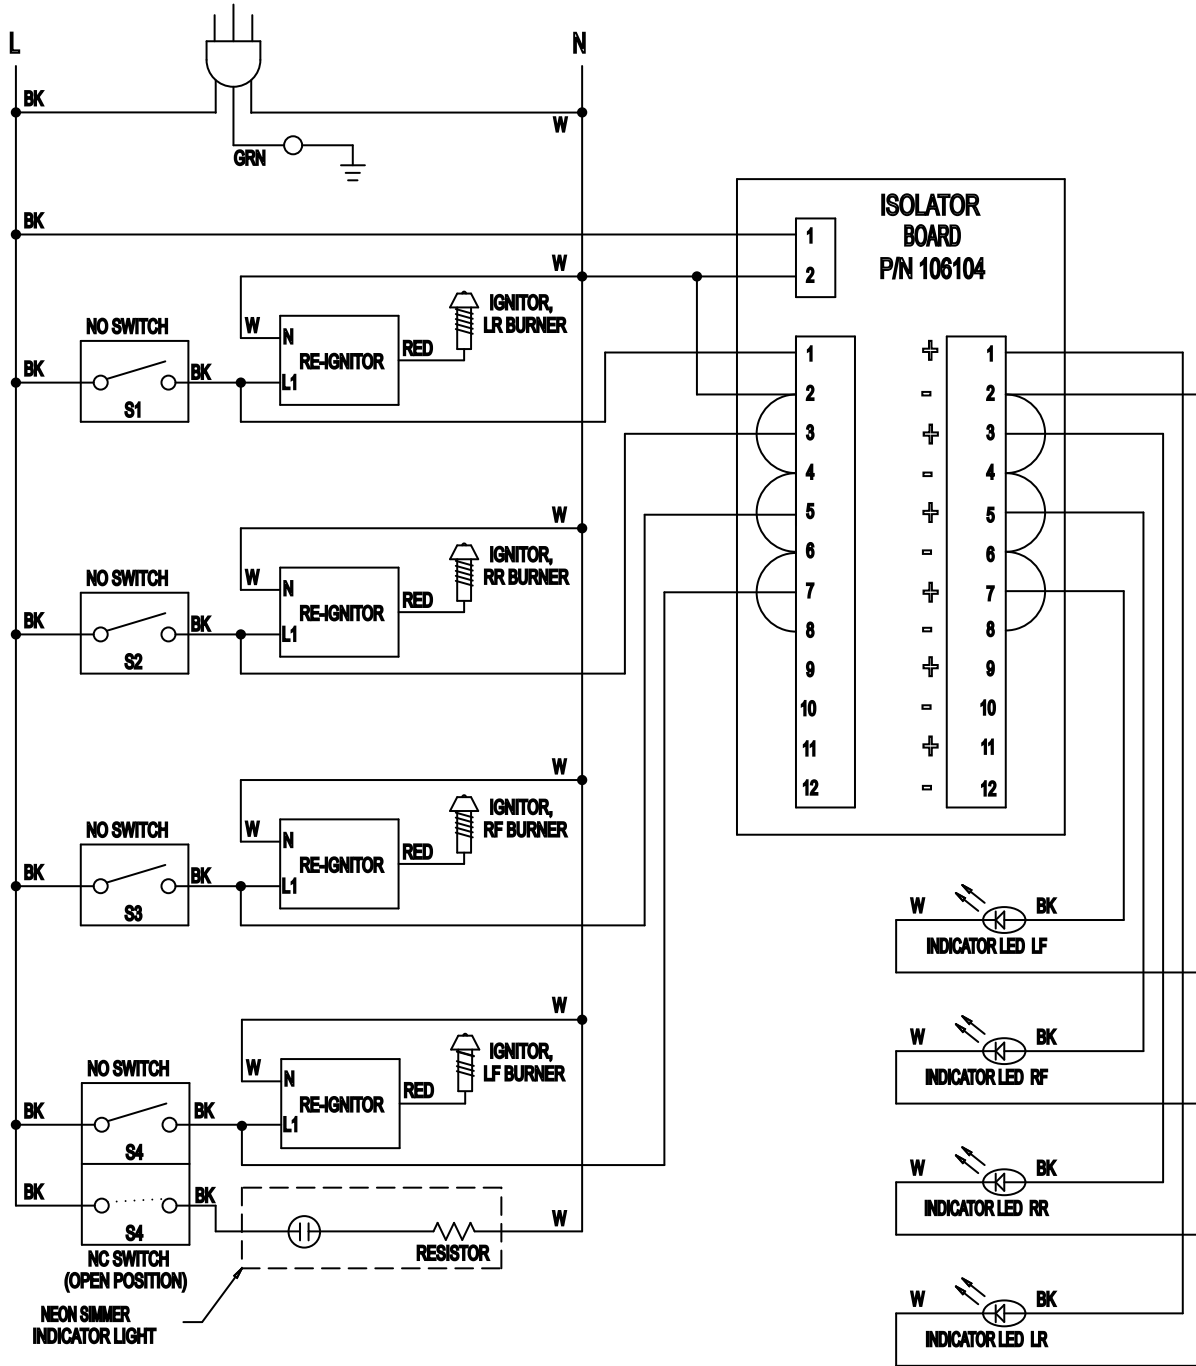 L
N
BK
W
GRN
BK
ISOLATOR
BOARD
P/N 106104
1
2
W
NO SWITCH
W
N
RE-IGNITOR
L1
RED
IGNITOR,
LR BURNER
BK
BK
S1
1
2
3
4
5
6
7
8
9
10
11
12
+
-
+
-
+
-
+
-
+
-
+
-
1
2
3
4
5
6
7
8
9
10
11
12
W
NO SWITCH
W
N
RE-IGNITOR
L1
RED
IGNITOR,
RR BURNER
BK
BK
S2
W
NO SWITCH
W
N
RE-IGNITOR
L1
RED
IGNITOR,
RF BURNER
BK
BK
S3
W
NO SWITCH
W
N
RE-IGNITOR
L1
RED
IGNITOR,
LF BURNER
BK
BK
S4
BK
BK
S4
NC SWITCH
(OPEN POSITION)
W
RESISTOR
NEON SIMMER
INDICATOR LIGHT
W
BK
INDICATOR LED LF
W
BK
INDICATOR LED RF
W
BK
INDICATOR LED RR
W
BK
INDICATOR LED LR